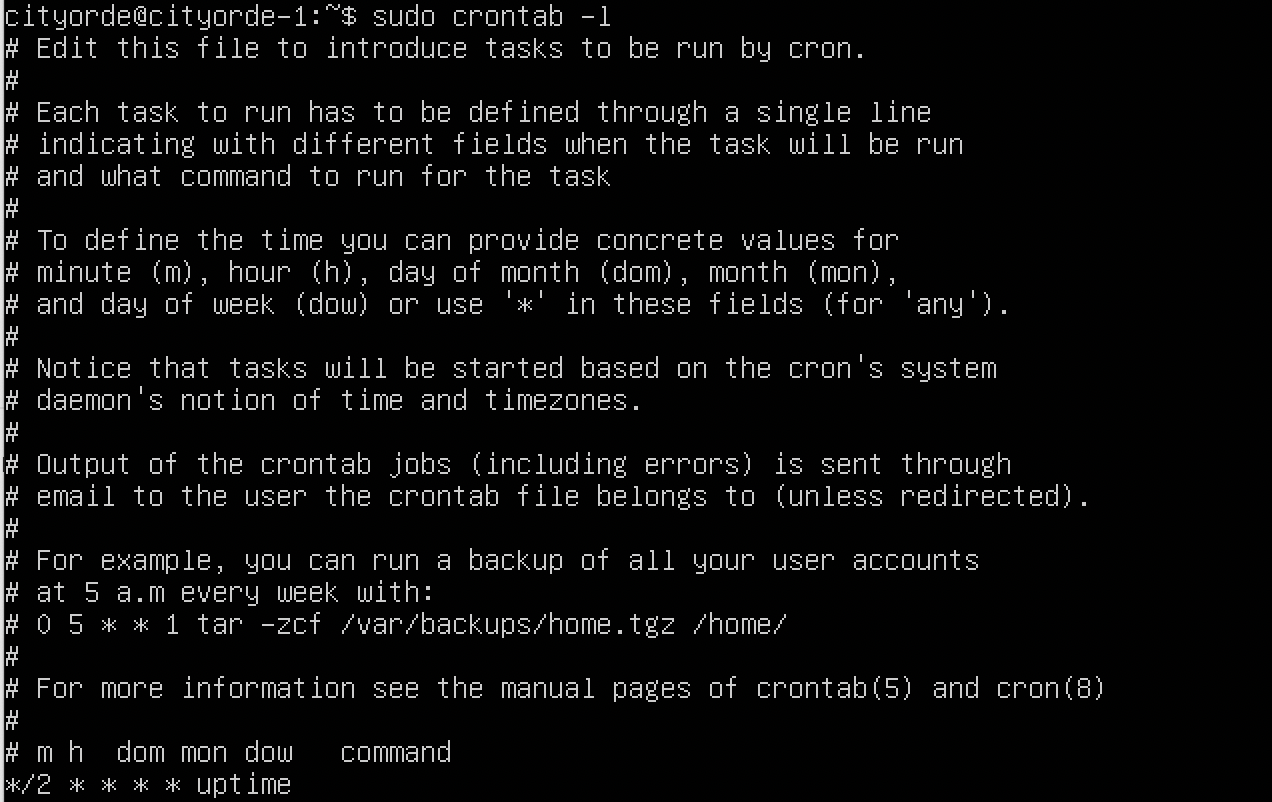 cityorde@cityorde-1:~$ sudo crontab -l
# Edit this file to introduce tasks to be run by cron.
#
# Each task to run has to be defined through a single line
# indicating with different fields when the task will be run
# and what command to run for the task
#
# To define the time you can provide concrete values for
# minute (m), hour (h), day of month (dom), month (mon),
# and day of week (dow) or use '*' in these fields (for 'any').
#
# Notice that tasks will be started based on the cron's system
# daemon's notion of time and timezones.
#
# Output of the crontab jobs (including errors) is sent through
# email to the user the crontab file belongs to (unless redirected).
#
# For example, you can run a backup of all your user accounts
# at 5 a.m every week with:
# 0 5 * * 1 tar -zcf /var/backups/home.tgz /home/
#
# For more information see the manual pages of crontab(5) and cron(8)
#
# m h  dom mon dow   command
*/2 * * * * uptime